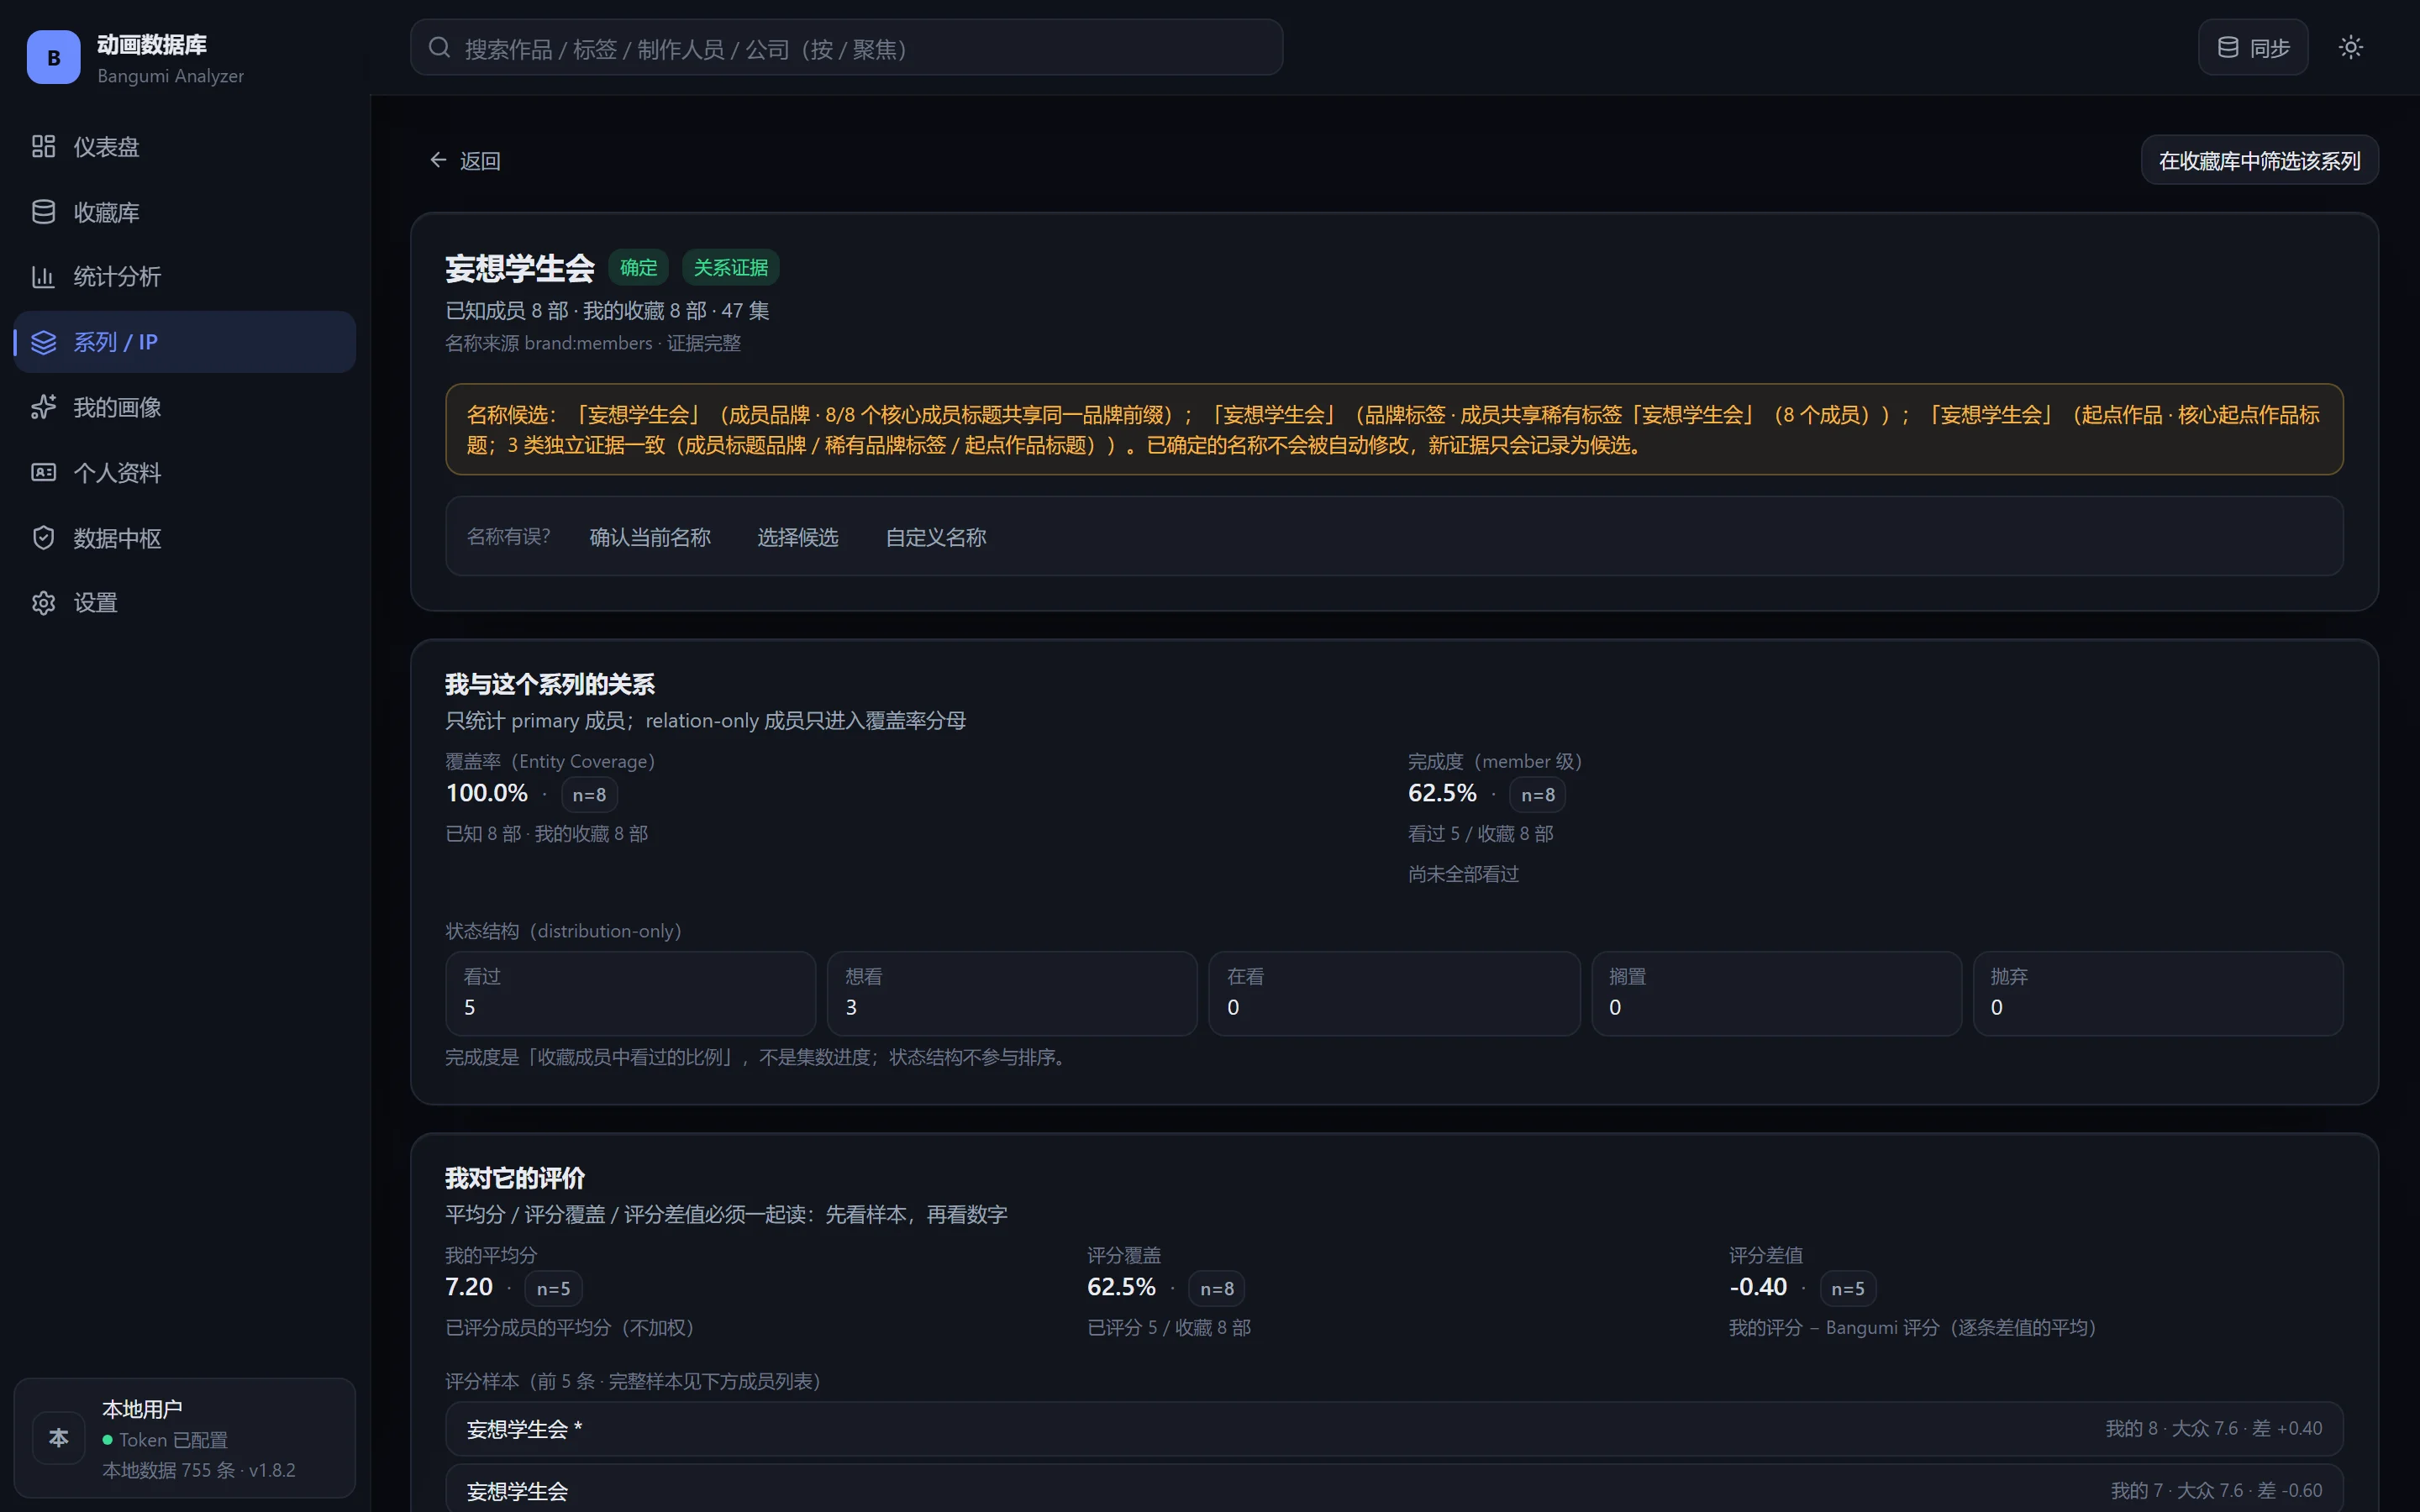 B
动画数据库
Bangumi Analyzer
搜索作品 / 标签 / 制作人员 / 公司（按 / 聚焦）
同步
仪表盘
收藏库
统计分析
系列 / IP
我的画像
个人资料
数据中枢
设置
返回
在收藏库中筛选该系列
妄想学生会 确定 关系证据
已知成员 8 部 · 我的收藏 8 部 · 47 集
名称来源 brand:members · 证据完整
名称候选：「妄想学生会」（成员品牌 · 8/8 个核心成员标题共享同一品牌前缀）；「妄想学生会」（品牌标签 · 成员共享稀有标签「妄想学生会」（8 个成员））；「妄想学生会」（起点作品 · 核心起点作品标
题；3 类独立证据一致（成员标题品牌 / 稀有品牌标签 / 起点作品标题））。已确定的名称不会被自动修改，新证据只会记录为候选。
名称有误？ 确认当前名称 选择候选 自定义名称
我与这个系列的关系
只统计 primary 成员；relation-only 成员只进入覆盖率分母
覆盖率（Entity Coverage） 完成度（member 级）
100.0% · n=8 62.5% · n=8
已知 8 部 · 我的收藏 8 部 看过 5 / 收藏 8 部
尚未全部看过
状态结构（distribution-only）
看过 想看 在看 搁置 抛弃
5 3 0 0 0
完成度是「收藏成员中看过的比例」，不是集数进度；状态结构不参与排序。
我对它的评价
平均分 / 评分覆盖 / 评分差值必须一起读：先看样本，再看数字
我的平均分 评分覆盖 评分差值
7.20 · n=5 62.5% · n=8 -0.40 · n=5
已评分成员的平均分（不加权） 已评分 5 / 收藏 8 部 我的评分 − Bangumi 评分（逐条差值的平均）
评分样本（前 5 条 · 完整样本见下方成员列表）
妄想学生会 * 我的 8 · 大众 7.6 · 差 +0.40
妄想学生会 我的 7 · 大众 7.6 · 差 -0.60
本
本地用户
Token 已配置
本地数据 755 条 · v1.8.2